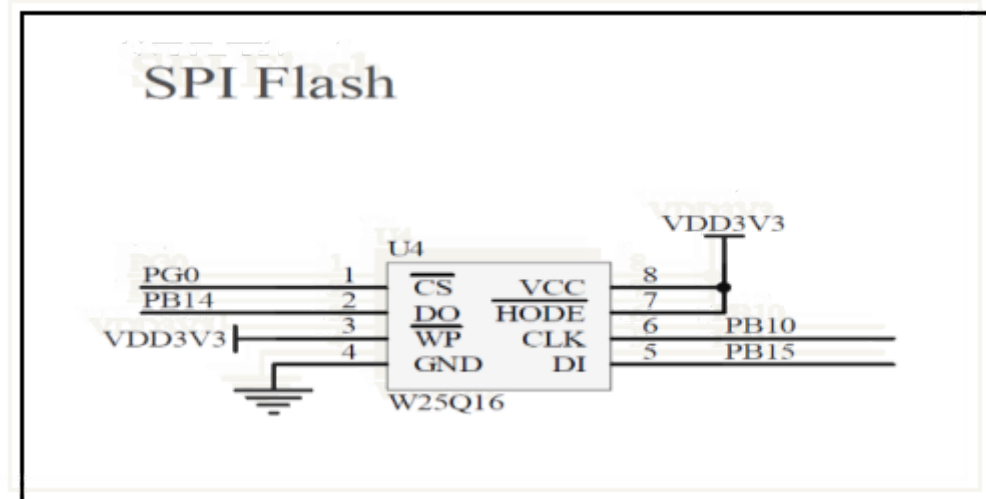 SPI Flash
VDD3V3
U4
PG0 1 CS VCC 8
PB14 2 DO HODE 7
VDD3V3 3 WP CLK 6 PB10
4 GND DI 5 PB15
W25Q16